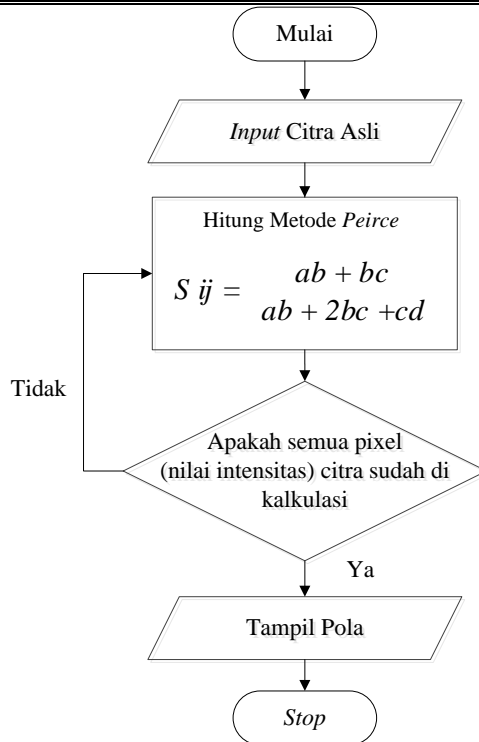 Mulai
Input Citra Asli
Hitung Metode Peirce
S ij = ab + bc
ab + 2bc +cd
Tidak
Apakah semua pixel
(nilai intensitas) citra sudah di
kalkulasi
Ya
Tampil Pola
Stop